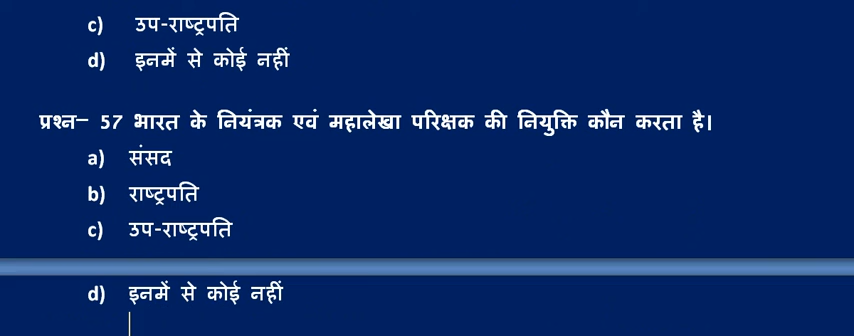 c) उप-राष्ट्रपति
d) इनमें से कोई नहीं
प्रश्न– 57 भारत के नियंत्रक एवं महालेखा परिक्षक की नियुक्ति कौन करता है।
a) संसद
b) राष्ट्रपति
c) उप-राष्ट्रपति
d) इनमें से कोई नहीं